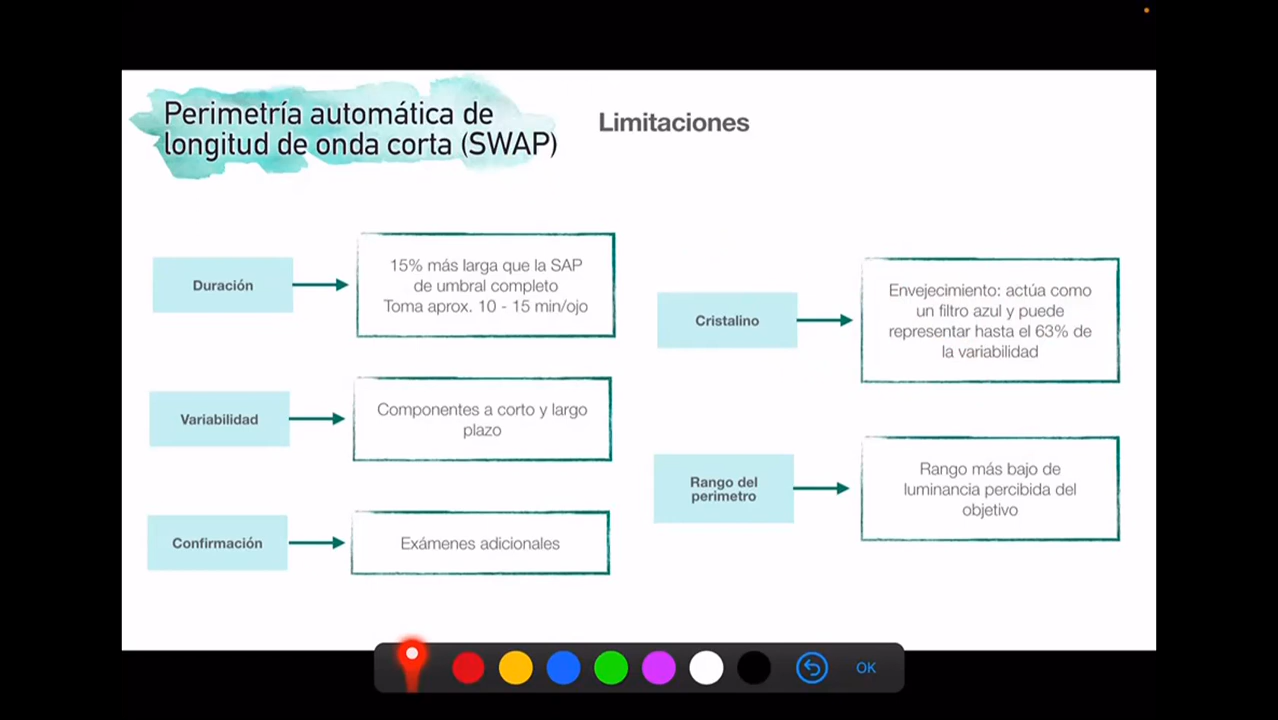 Perimetría automática de
longitud de onda corta (SWAP)
Limitaciones
Duración
15% más larga que la SAP
de umbral completo
Toma aprox. 10 - 15 min/ojo
Variabilidad
Componentes a corto y largo
plazo
Confirmación
Exámenes adicionales
Cristalino
Envejecimiento: actúa como
un filtro azul y puede
representar hasta el 63% de
la variabilidad
Rango del
perimetro
Rango más bajo de
luminancia percibida del
objetivo
OK